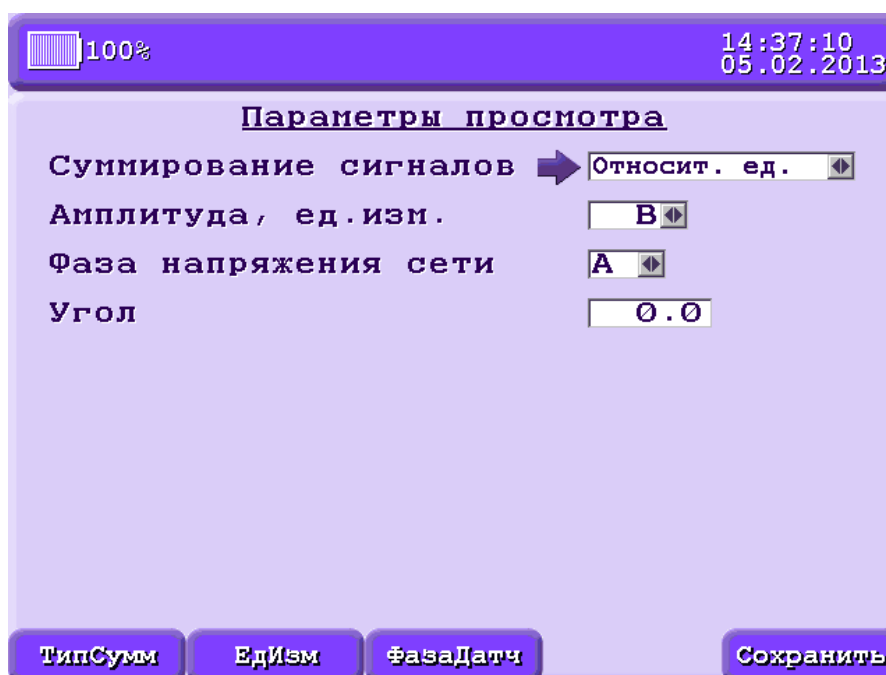 100%
14:37:10
05.02.2013
Параметры просмотра
Суммирование сигналов Относит. ед.
Амплитуда, ед.изм. В
Фаза напряжения сети А
Угол 0.0
ТипСумм ЕдИзм ФазаДатч Сохранить